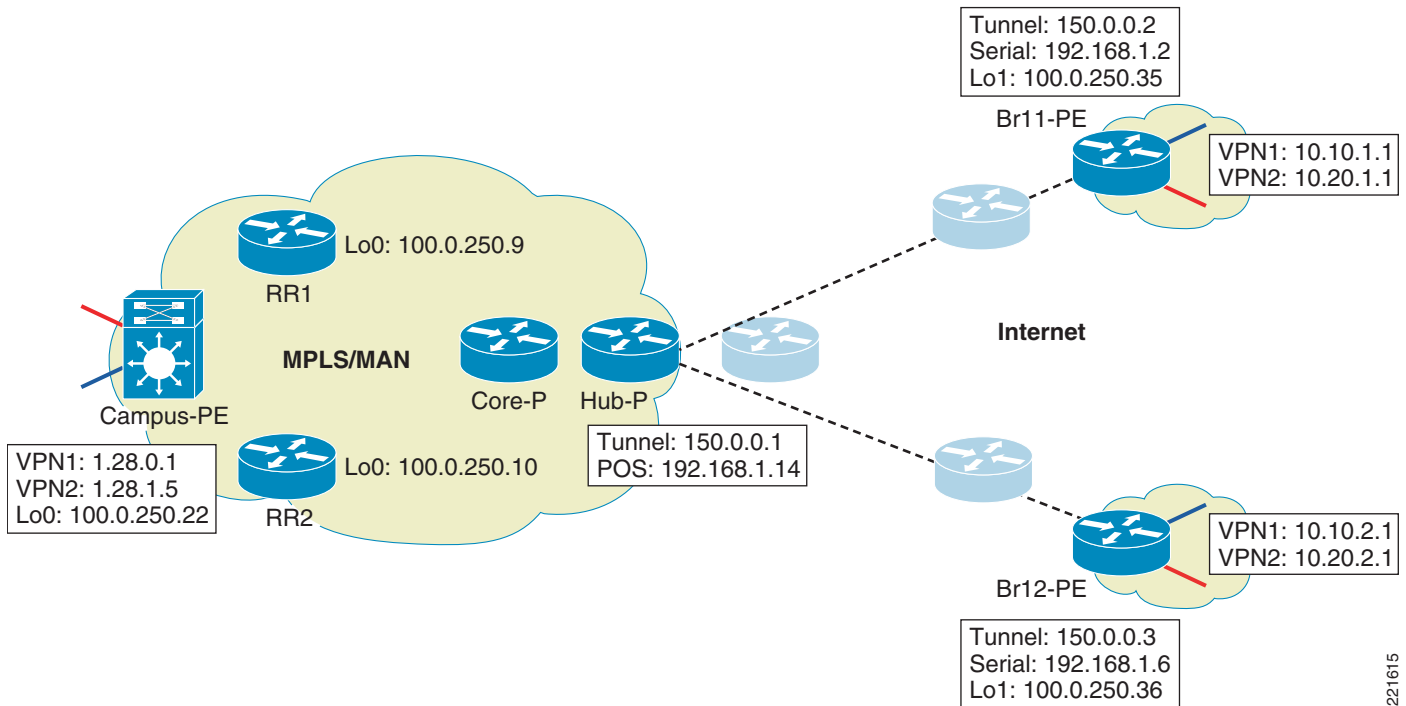 Tunnel: 150.0.0.2
Serial: 192.168.1.2
Lo1: 100.0.250.35
Br11-PE
VPN1: 10.10.1.1
VPN2: 10.20.1.1
Lo0: 100.0.250.9
RR1
MPLS/MAN
Internet
Campus-PE
Core-P
Hub-P
Tunnel: 150.0.0.1
POS: 192.168.1.14
VPN1: 1.28.0.1
VPN2: 1.28.1.5
Lo0: 100.0.250.22
Lo0: 100.0.250.10
RR2
VPN1: 10.10.2.1
VPN2: 10.20.2.1
Br12-PE
Tunnel: 150.0.0.3
Serial: 192.168.1.6
Lo1: 100.0.250.36
221615